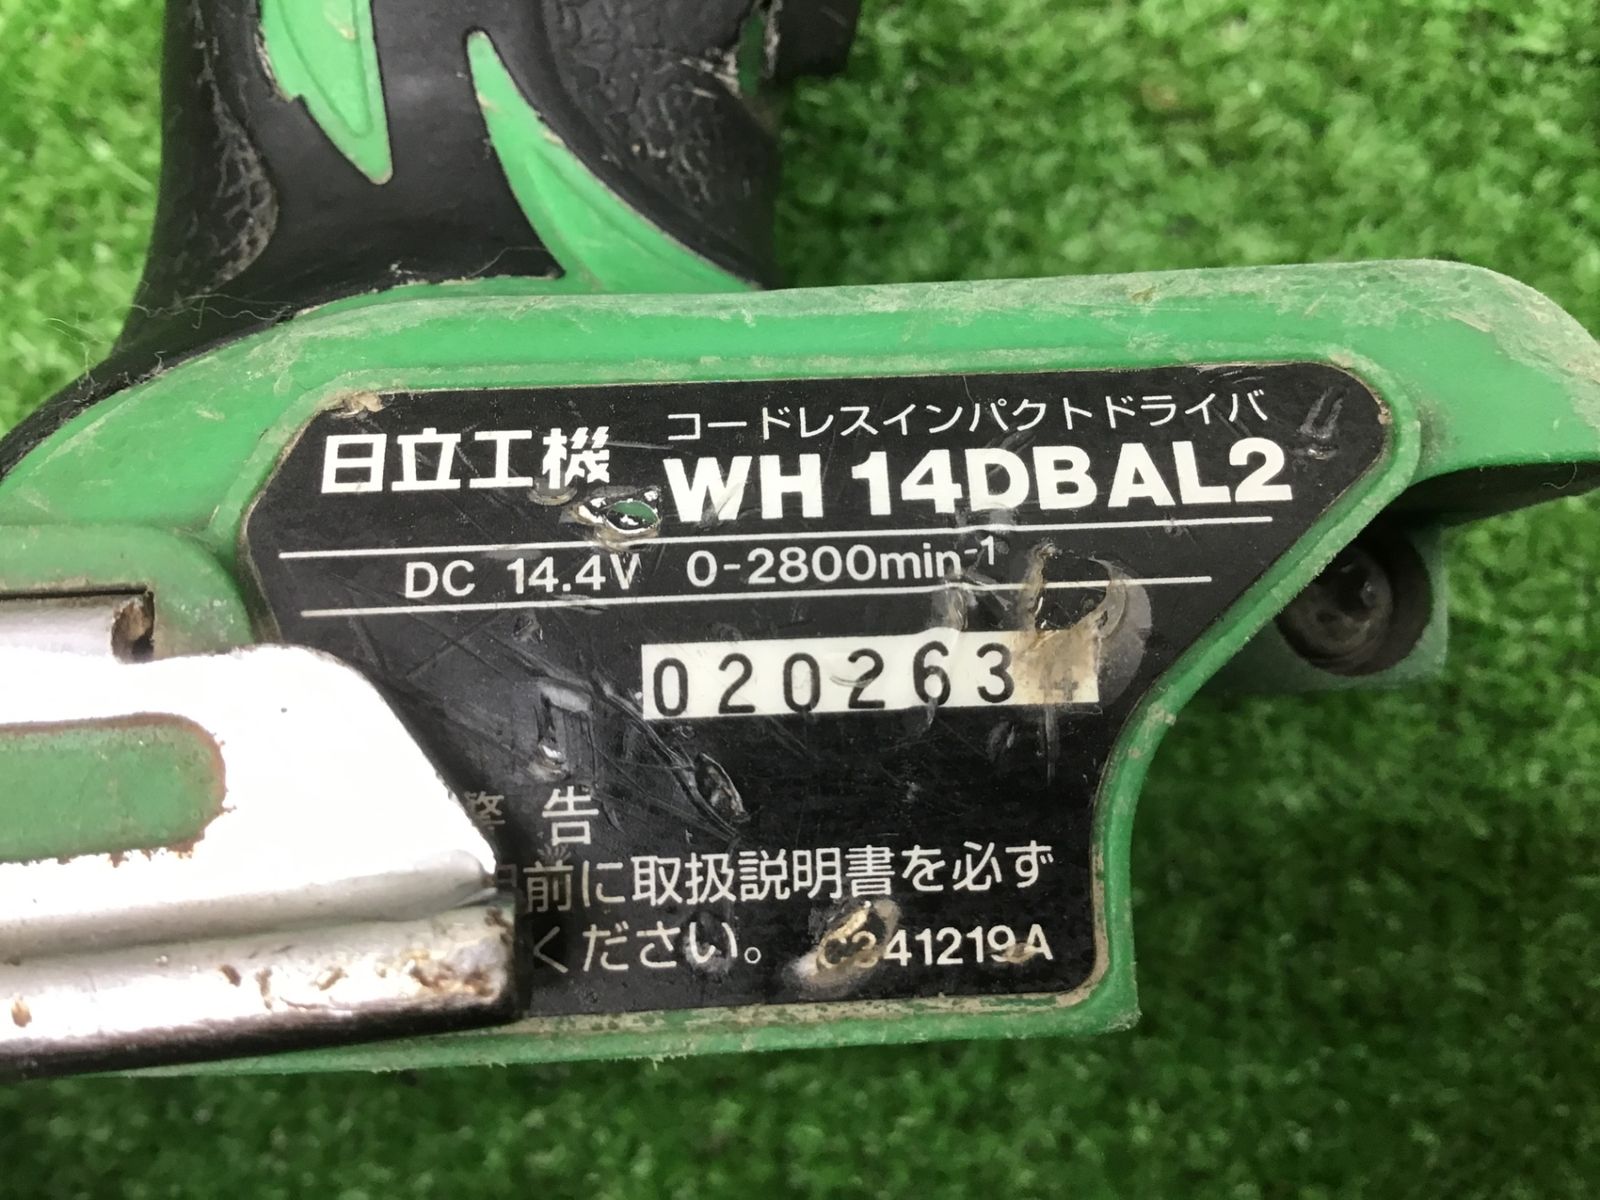 コードレスインパクトドライバ
日立工機 WH 14DBAL2
DC 14.4V 0-2800min-1
020263
警告
前に取扱説明書を必ず
ください。 C341219A